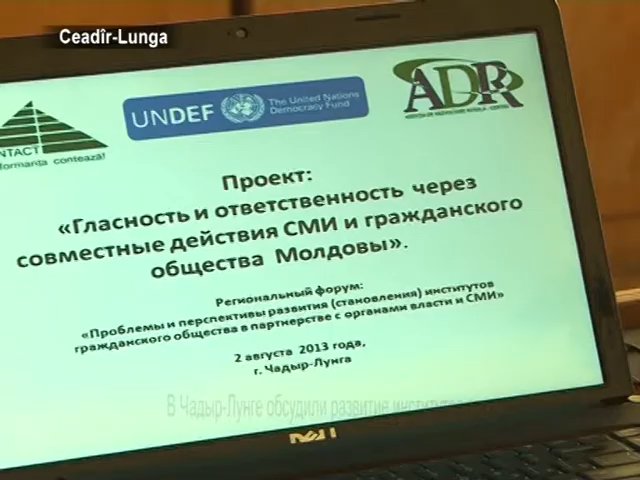 Ceadîr-Lunga
UNDEF
The United Nations
Democracy Fund
ADR
NTACT
formanța contează!
Проект:
«Гласность и ответственность через
совместные действия СМИ и гражданского
общества Молдовы».
Региональный форум:
«Проблемы и перспективы развития (становления) институтов
гражданского общества в партнерстве с органами власти и СМИ»
2 августа 2013 года,
г. Чадыр-Лунга
В Чадыр-Лунге обсудили развитие
DELL